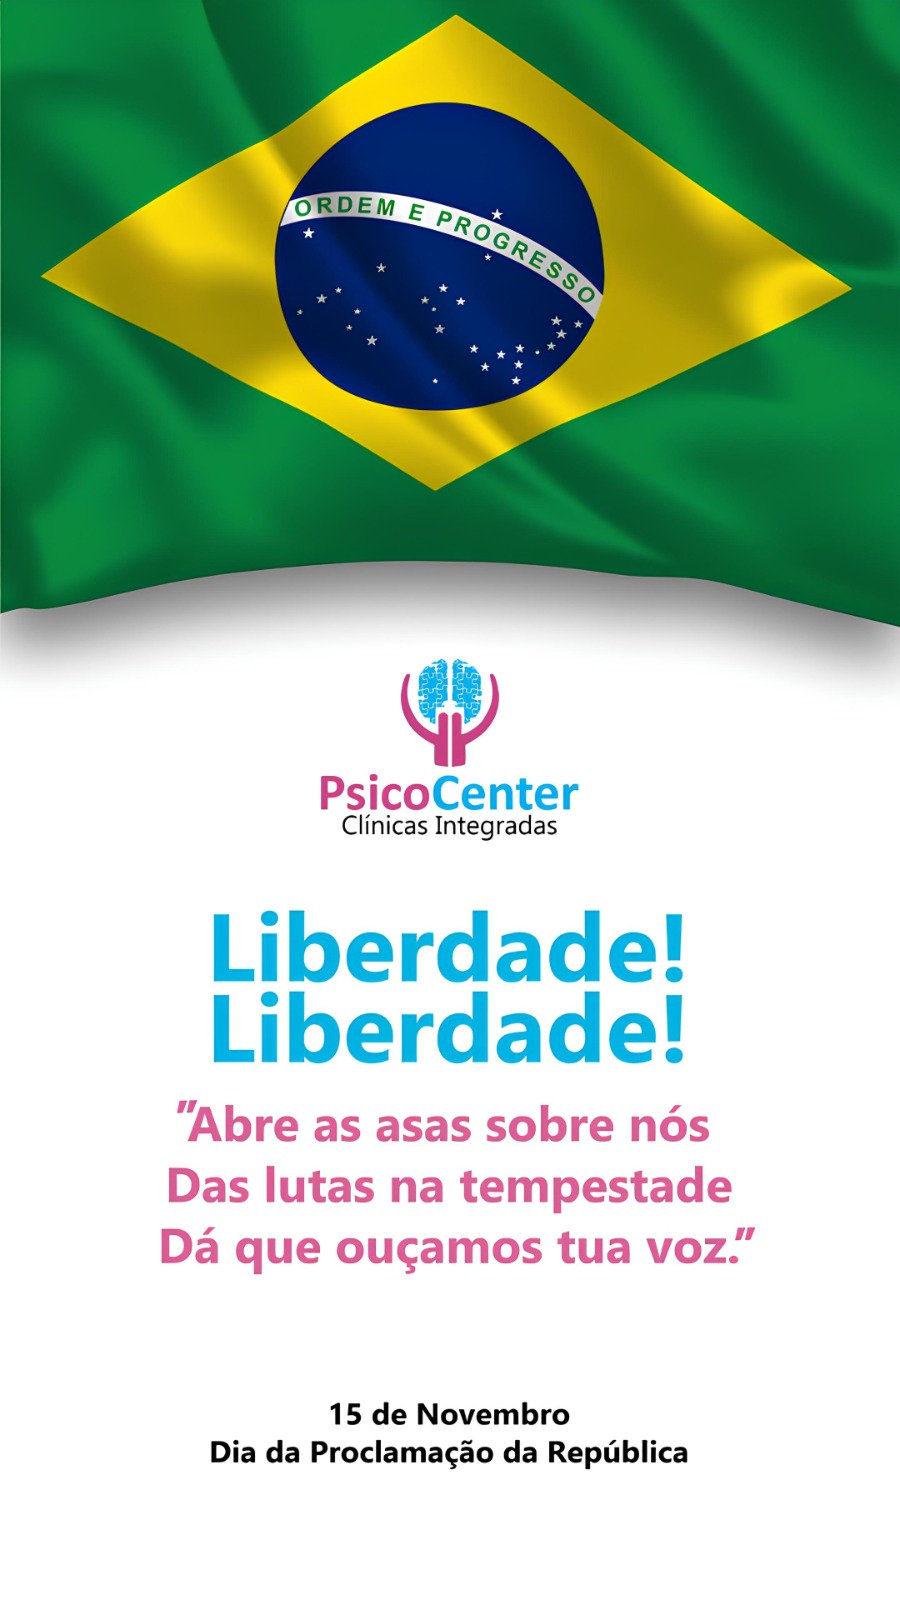 ORDEM E PROGRESSO
PsicoCenter
Clínicas Integradas
Liberdade!
Liberdade!
"Abre as asas sobre nós
Das lutas na tempestade
Dá que ouçamos tua voz."
15 de Novembro
Dia da Proclamação da República